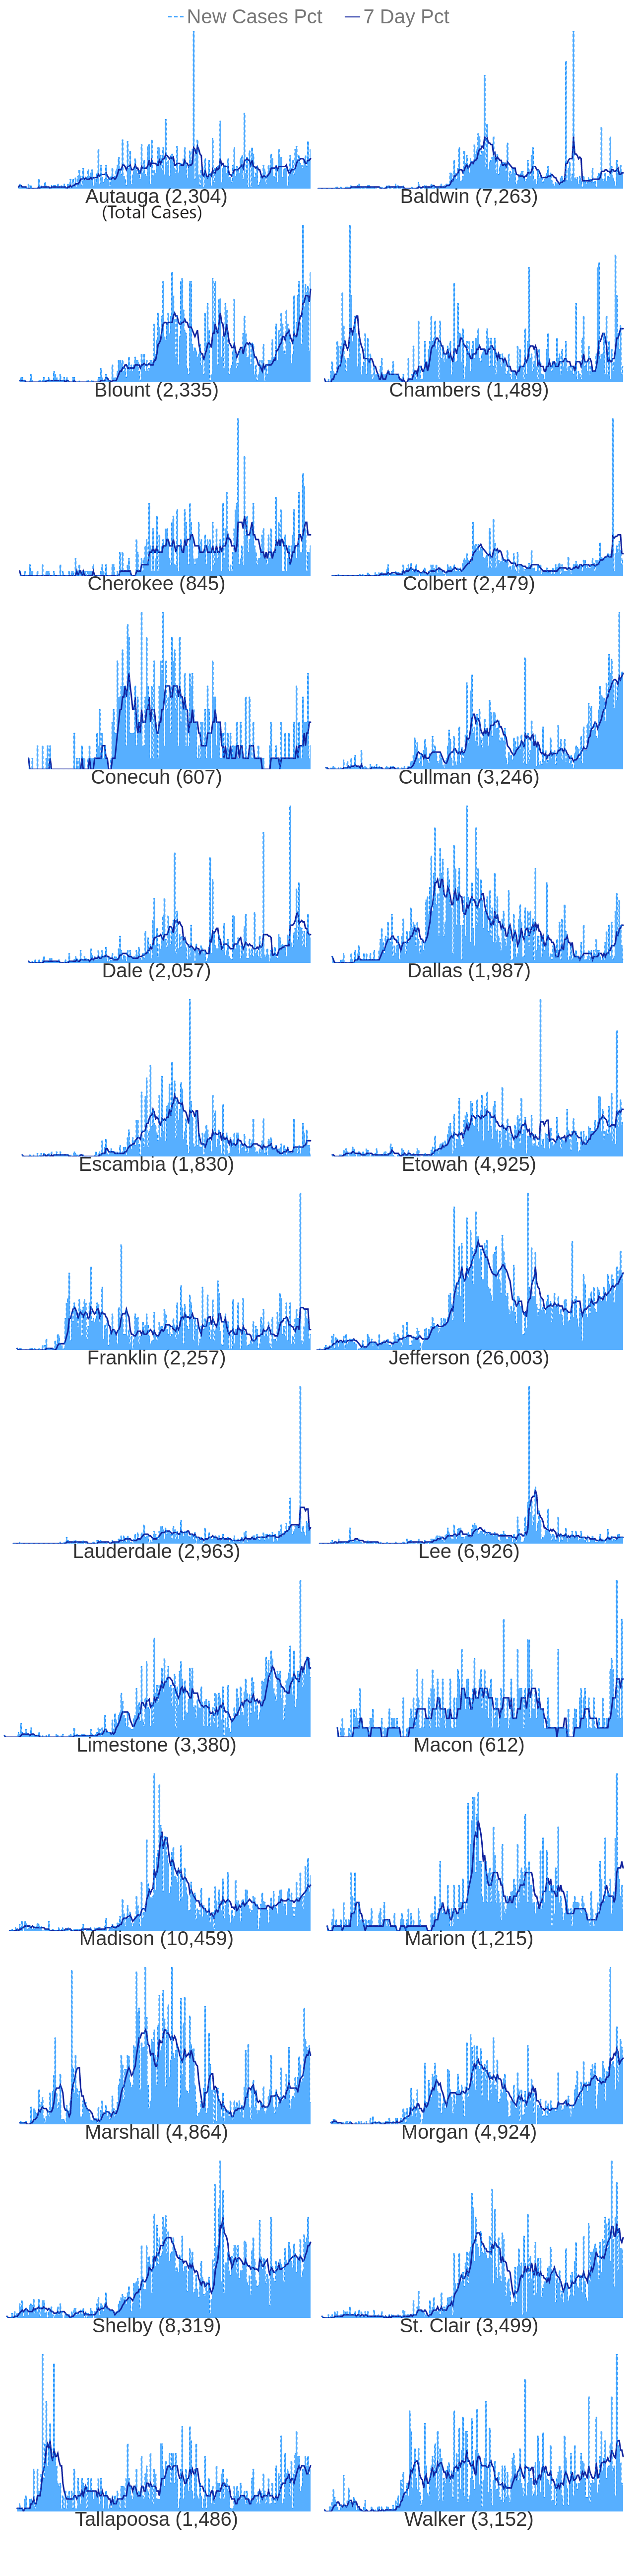 New Cases Pct 7 Day Pct
Autauga (2,304) Baldwin (7,263)
(Total Cases)
Blount (2,335) Chambers (1,489)
Cherokee (845) Colbert (2,479)
Conecuh (607) Cullman (3,246)
Dale (2,057) Dallas (1,987)
Escambia (1,830) Etowah (4,925)
Franklin (2,257) Jefferson (26,003)
Lauderdale (2,963) Lee (6,926)
Limestone (3,380) Macon (612)
Madison (10,459) Marion (1,215)
Marshall (4,864) Morgan (4,924)
Shelby (8,319) St. Clair (3,499)
Tallapoosa (1,486) Walker (3,152)